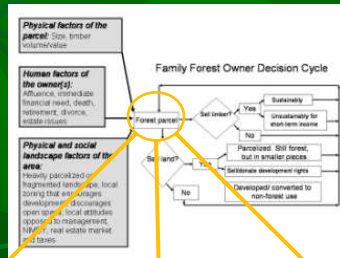 Physical factors of the
parcel: Size, timber
volume/value
Human factors of
the owner(s):
Affluence, immediate
financial need, death,
retirement, divorce,
estate issues
Physical and social
landscape factors of the
area:
Heavily parcelized or
fragmented landscape; local
zoning that encourages
development, discourages
open space; local attitudes
opposed to management,
NIMBY; real estate market
and taxes
Family Forest Owner Decision Cycle
Forest parcel
Sell timber?
Yes
No
Sustainably
Unsustainably for
short-term income
Sell land?
Yes
No
Parcelized. Still forest,
but in smaller pieces
Sell/donate development rights
Developed/ converted to
non-forest use